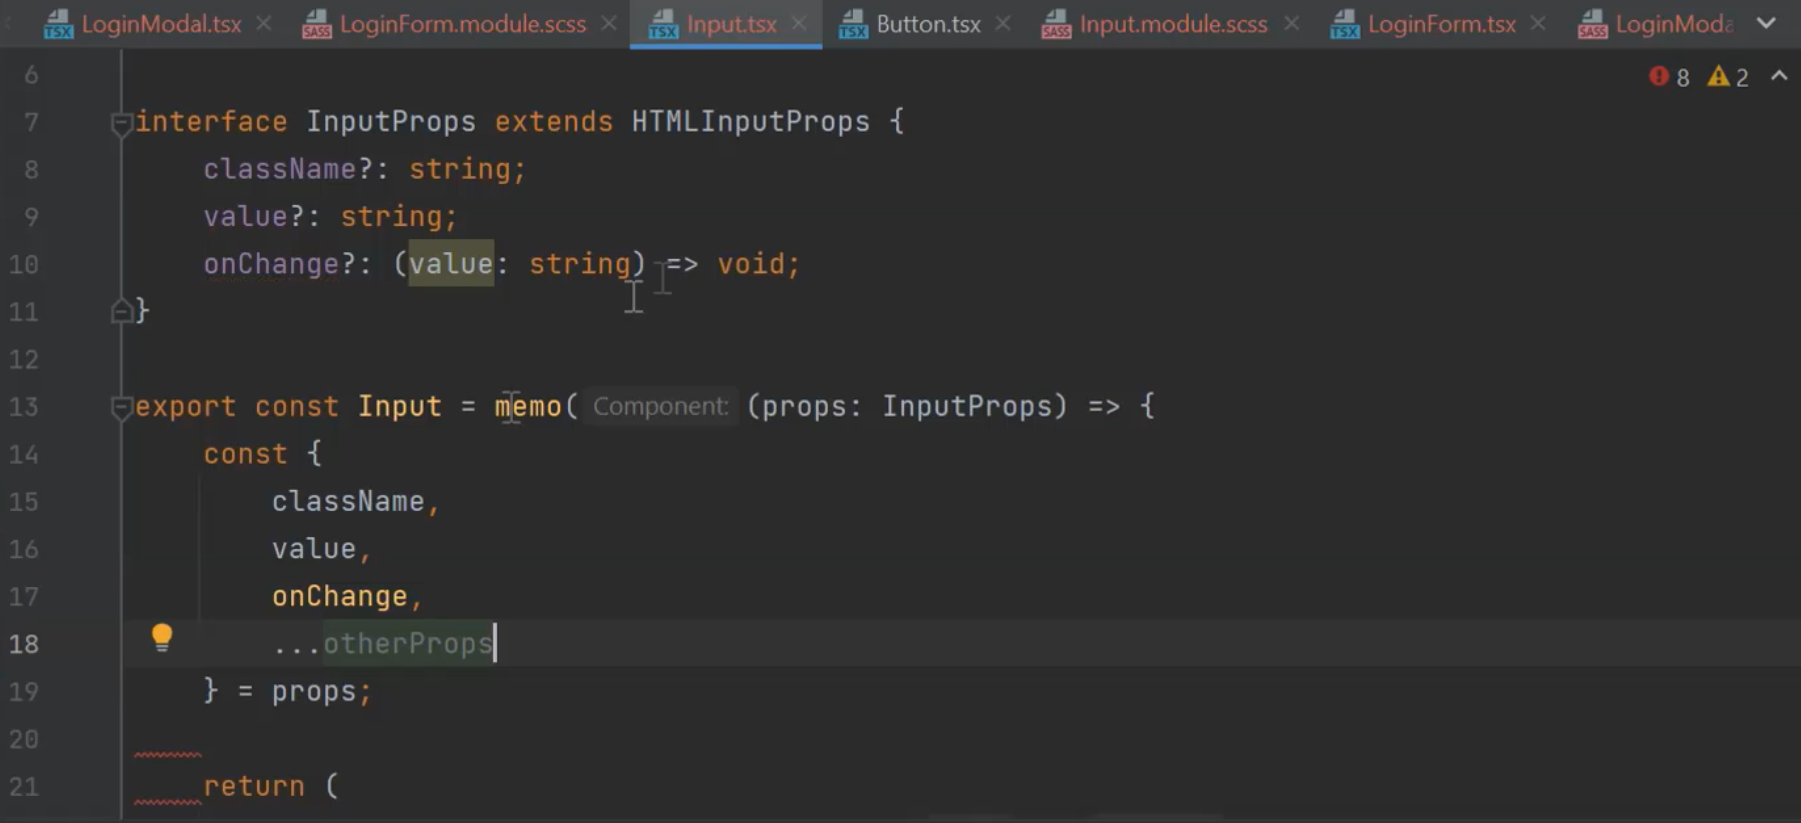 LoginModal.tsx LoginForm.module.scss Input.tsx Button.tsx Input.module.scss LoginForm.tsx LoginModa
6 8 2
7 interface InputProps extends HTMLInputProps {
8 className?: string;
9 value?: string;
10 onChange?: (value: string) => void;
11 }
12
13 export const Input = memo( Component: (props: InputProps) => {
14 const {
15 className,
16 value,
17 onChange,
18 ...otherProps
19 } = props;
20
21 return (